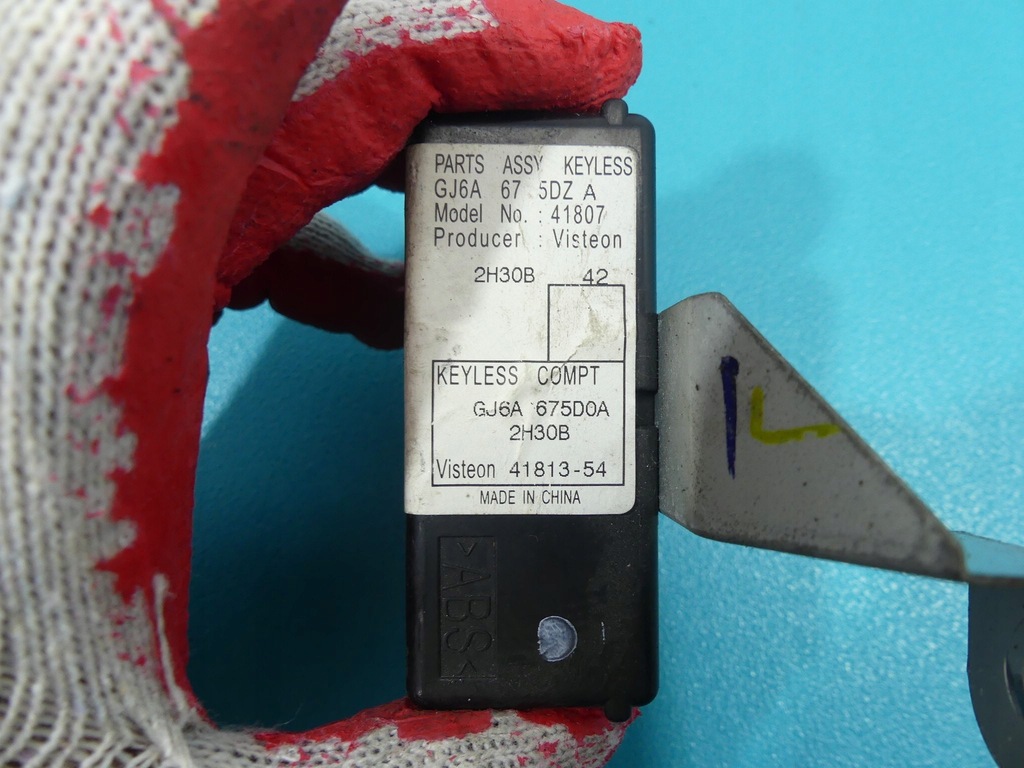 PARTS ASSY KEYLESS
GJ6A 67 5DZ A
Model No. : 41807
Producer : Visteon
2H30B 42
KEYLESS COMPT
GJ6A 675D0A
2H30B
Visteon 41813-54
MADE IN CHINA
>ABS<